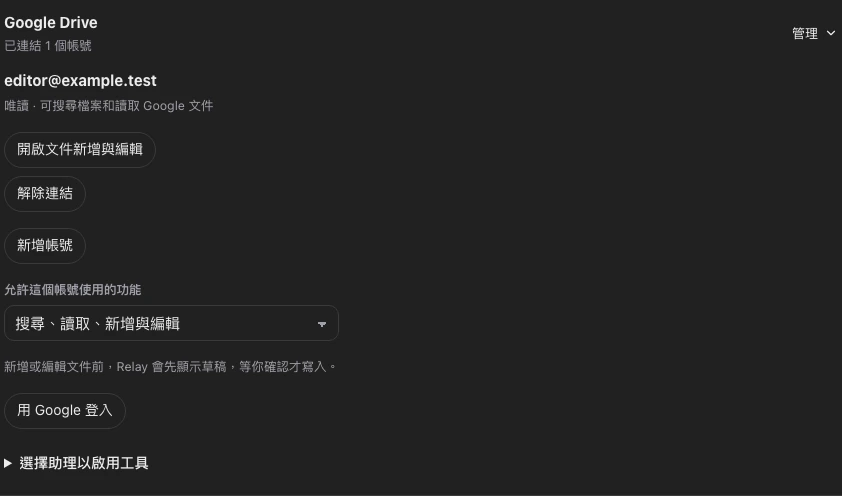 Google Drive
已連結 1 個帳號
管理
editor@example.test
唯讀 · 可搜尋檔案和讀取 Google 文件
開啟文件新增與編輯
解除連結
新增帳號
允許這個帳號使用的功能
搜尋、讀取、新增與編輯
新增或編輯文件前，Relay 會先顯示草稿，等你確認才寫入。
用 Google 登入
選擇助理以啟用工具